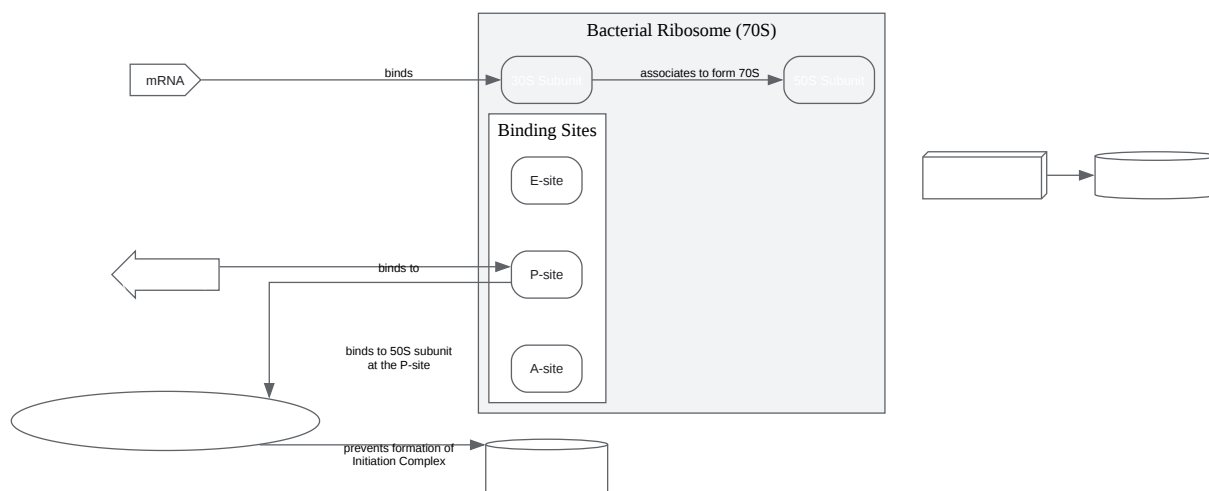 Bacterial Ribosome (70S)
mRNA
binds
30S Subunit
associates to form 70S
50S Subunit
Binding Sites
E-site
binds to
P-site
binds to 50S subunit
at the P-site
A-site
prevents formation of
Initiation Complex